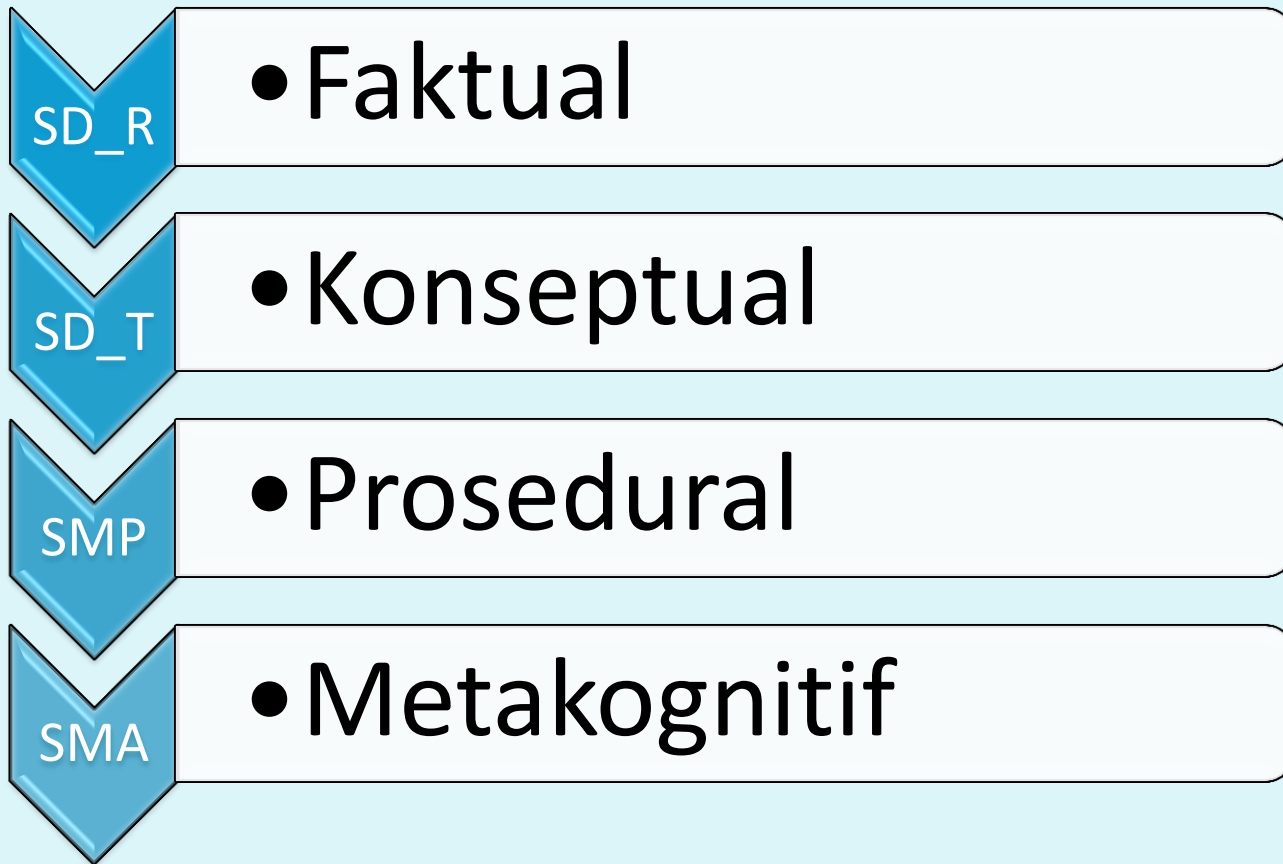 SD_R
•Faktual
SD_T
•Konseptual
SMP
•Prosedural
SMA
•Metakognitif